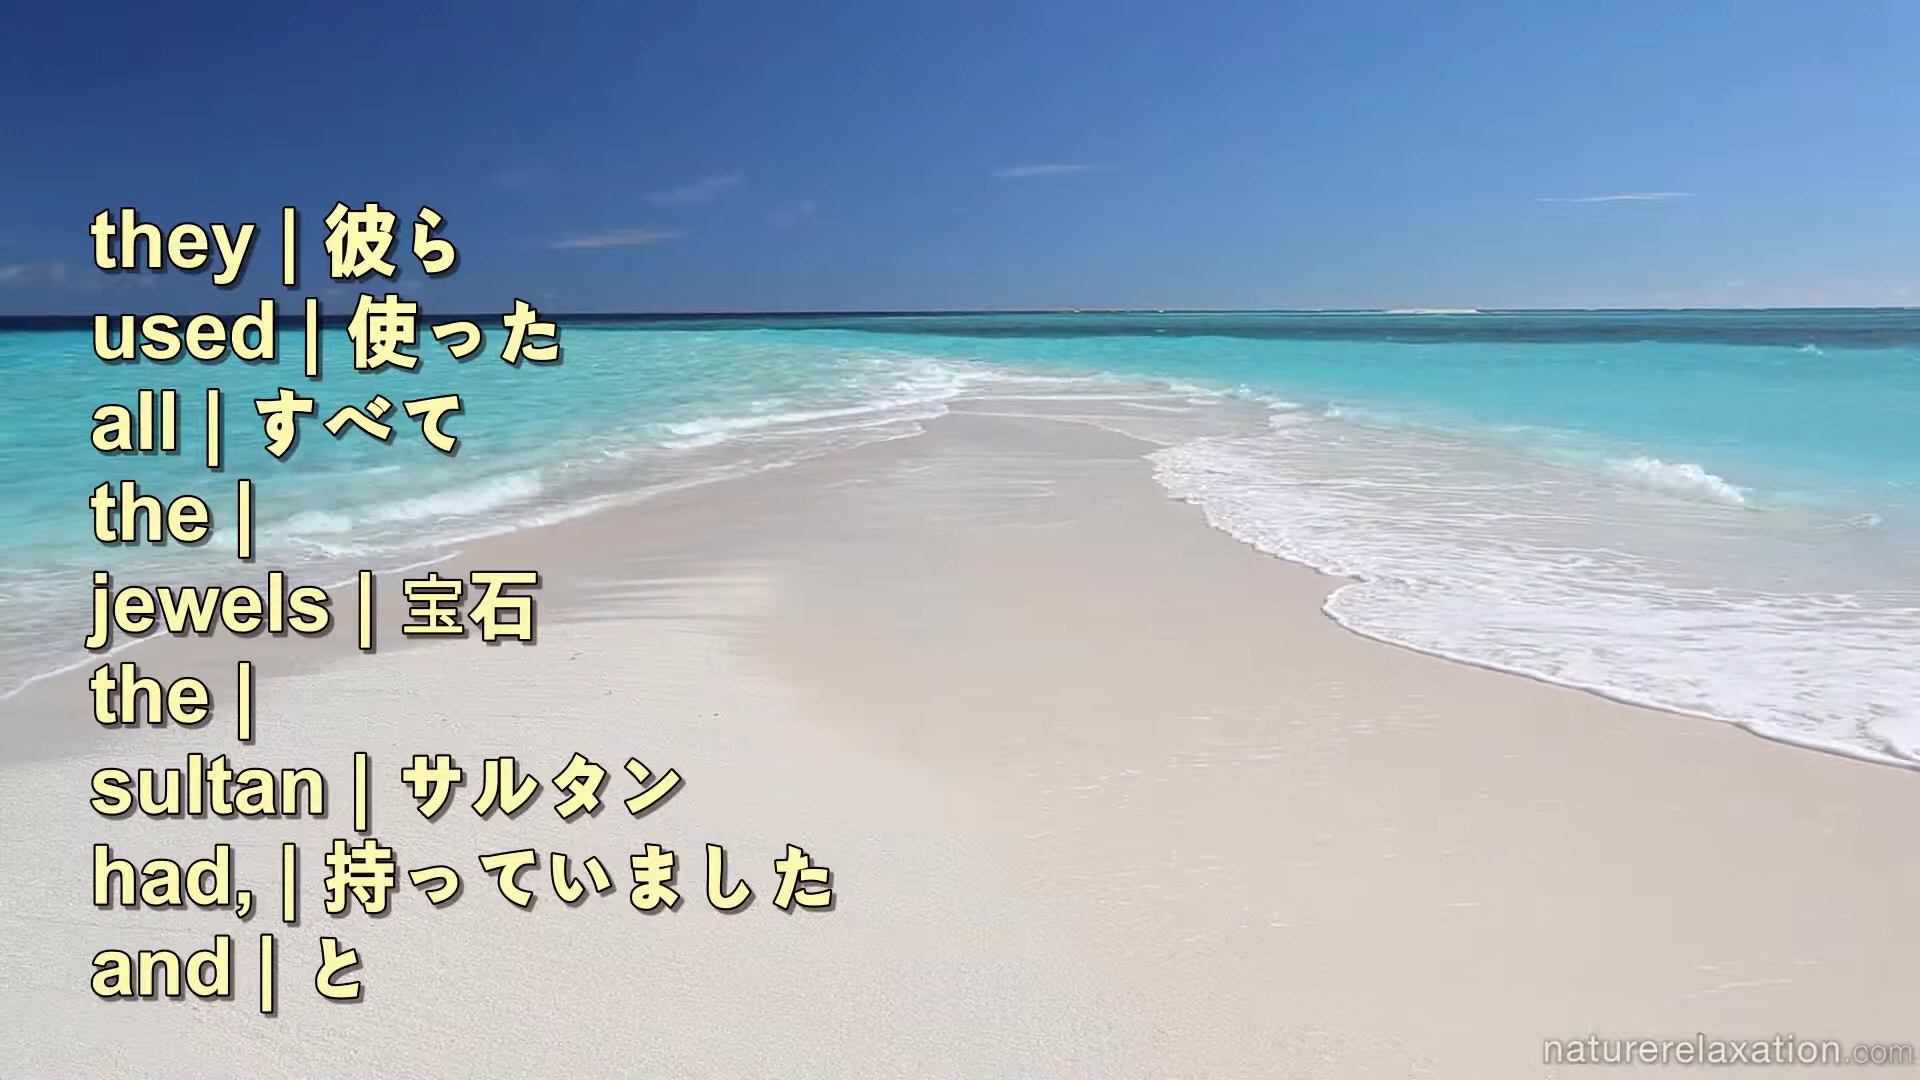 they | 彼ら
used | 使った
all | すべて
the |
jewels | 宝石
the |
sultan | サルタン
had, | 持っていました
and | と
naturerelaxation.com